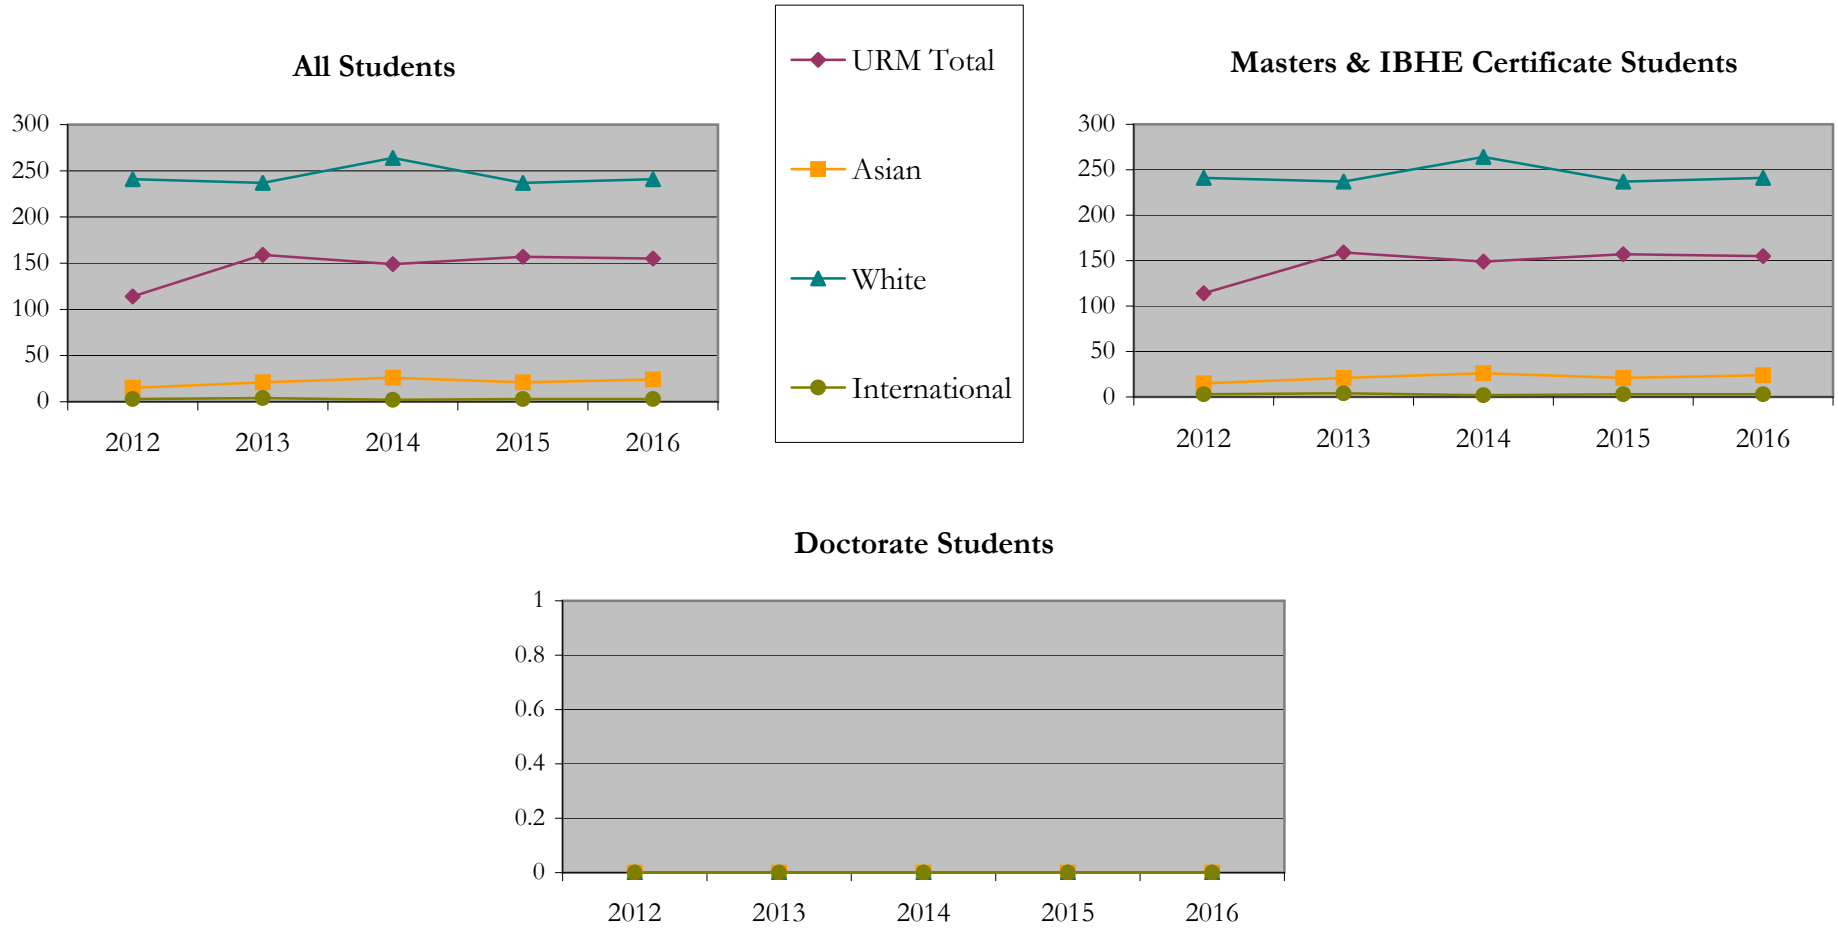 All Students
300
250
200
150
100
50
0
2012 2013 2014 2015 2016
URM Total
Asian
White
International
Masters & IBHE Certificate Students
300
250
200
150
100
50
0
2012 2013 2014 2015 2016
Doctorate Students
1
0.8
0.6
0.4
0.2
0
2012 2013 2014 2015 2016